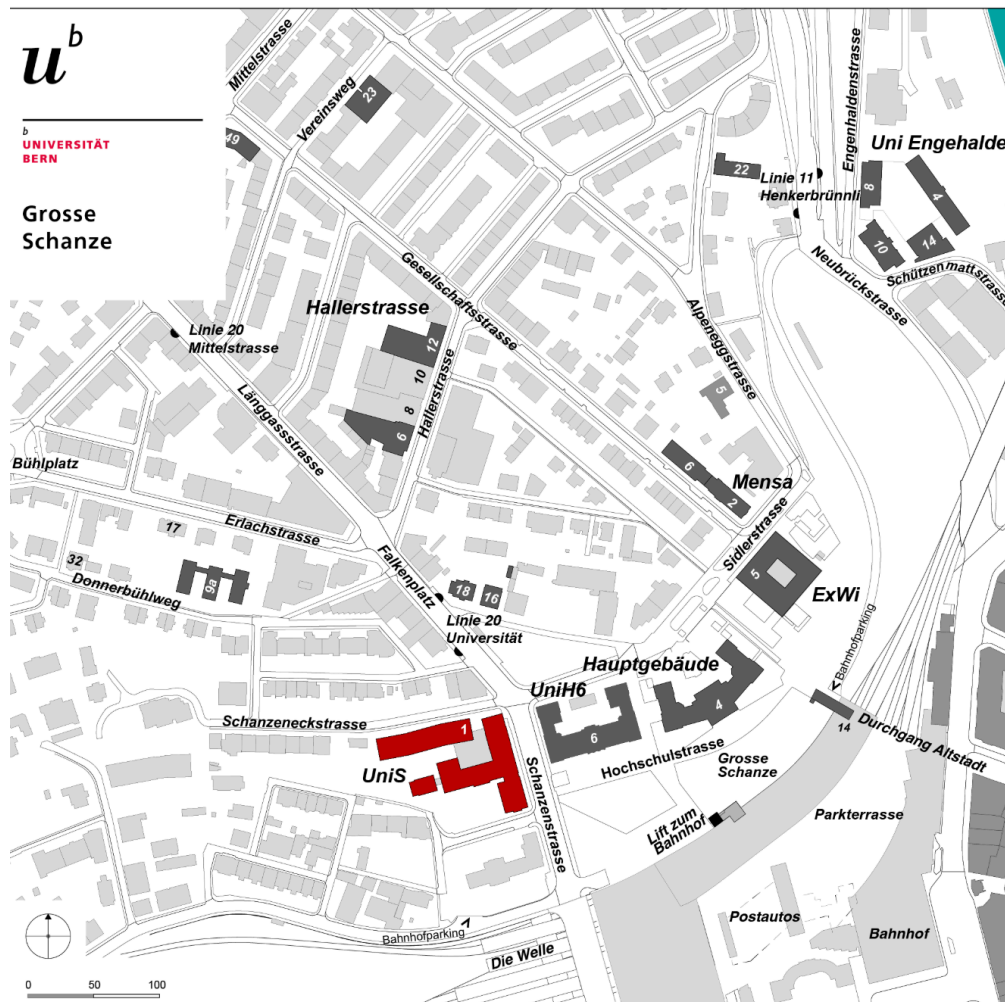 u^b
b
UNIVERSITÄT
BERN
Grosse
Schanze
Mittelstrasse
Vereinsweg
23
49
Engehaldenstrasse
Uni Engehalde
22
Linie 11
Henkerbrünnli
8
4
10
14
Schützenmattstrasse
Neubrückstrasse
Gesellschaftsstrasse
Alpeneggstrasse
Hallerstrasse
12
10
8
6
Hallerstrasse
Linie 20
Mittelstrasse
Länggassstrasse
5
6
2
Mensa
Sidlerstrasse
Bühlplatz
17
Erlachstrasse
32
9a
Donnerbühlweg
Falkenplatz
18
16
Linie 20
Universität
5
ExWi
Bahnhofparking
Hauptgebäude
UniH6
4
6
Schanzeneckstrasse
1
UniS
Schanzenstrasse
Hochschulstrasse
Grosse
Schanze
14
Durchgang Altstadt
Lift zum
Bahnhof
Parkterrasse
Postautos
Bahnhof
Bahnhofparking
Die Welle
0 50 100